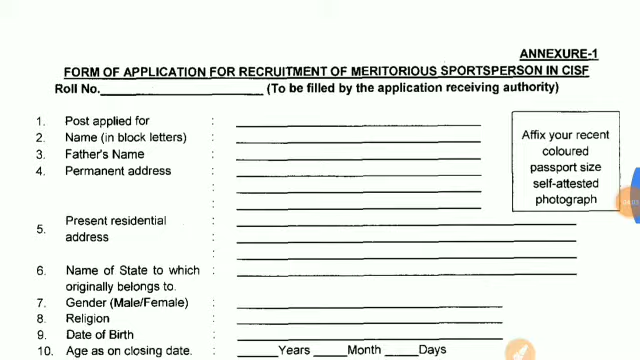 ANNEXURE-1
FORM OF APPLICATION FOR RECRUITMENT OF MERITORIOUS SPORTSPERSON IN CISF
Roll No.____________________ (To be filled by the application receiving authority)
1. Post applied for :
2. Name (in block letters) :
3. Father's Name :
4. Permanent address :
:
:
5. Present residential address :
:
:
6. Name of State to which originally belongs to. :
7. Gender (Male/Female) :
8. Religion :
9. Date of Birth :
10. Age as on closing date. : ______Years _____Month _____Days
Affix your recent
coloured
passport size
self-attested
photograph